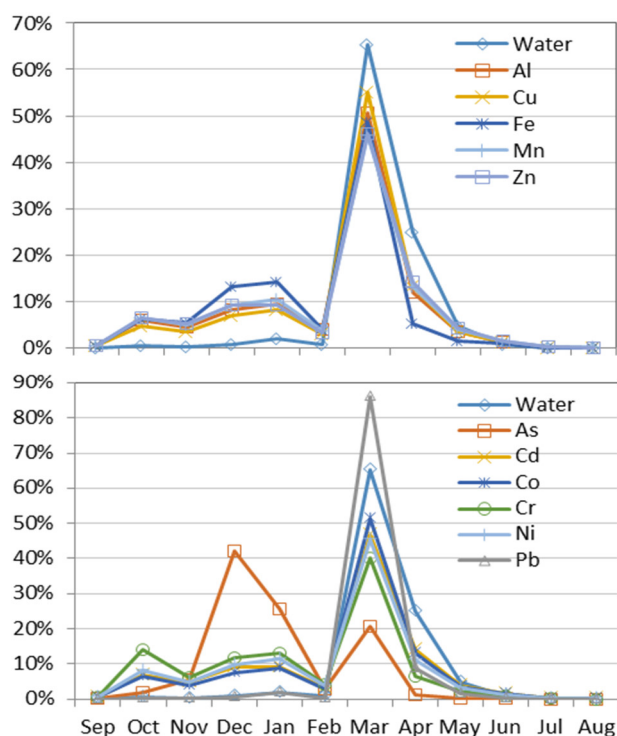 70%
60%
50%
40%
30%
20%
10%
0%
Water
Al
Cu
Fe
Mn
Zn
90%
80%
70%
60%
50%
40%
30%
20%
10%
0%
Water
As
Cd
Co
Cr
Ni
Pb
Sep Oct Nov Dec Jan Feb Mar Apr May Jun Jul Aug